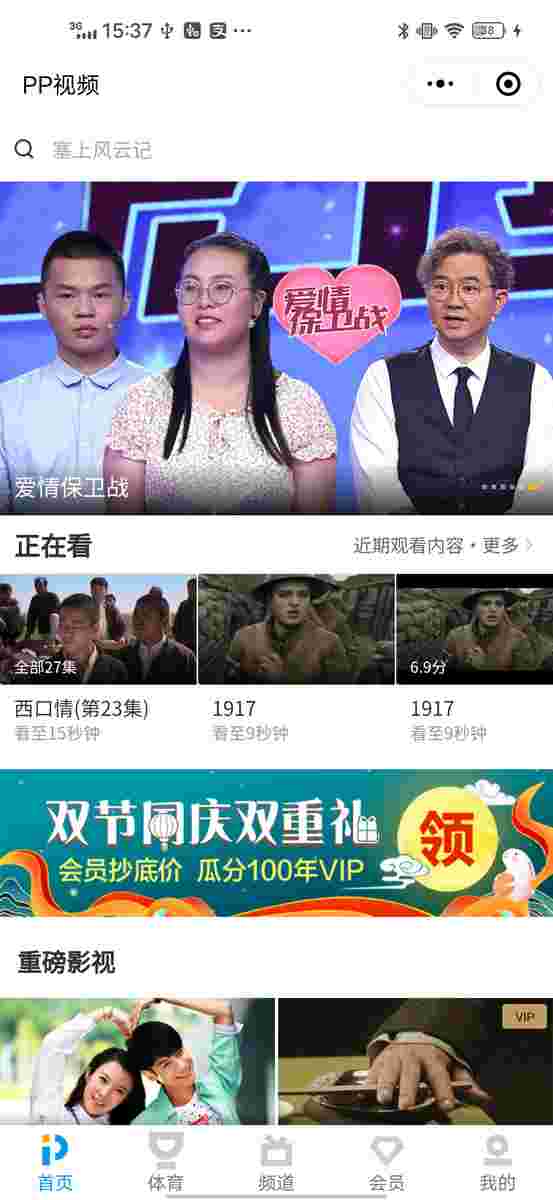 3G 15:37 支 58
PP视频
塞上风云记
爱情
保卫战
爱情保卫战
正在看
近期观看内容·更多
全部27集
6.9分
西口情(第23集)
1917
1917
看至15秒钟
看至9秒钟
看至9秒钟
双节同庆双重礼
会员抄底价 瓜分100年VIP
领
重磅影视
VIP
首页
体育
频道
会员
我的